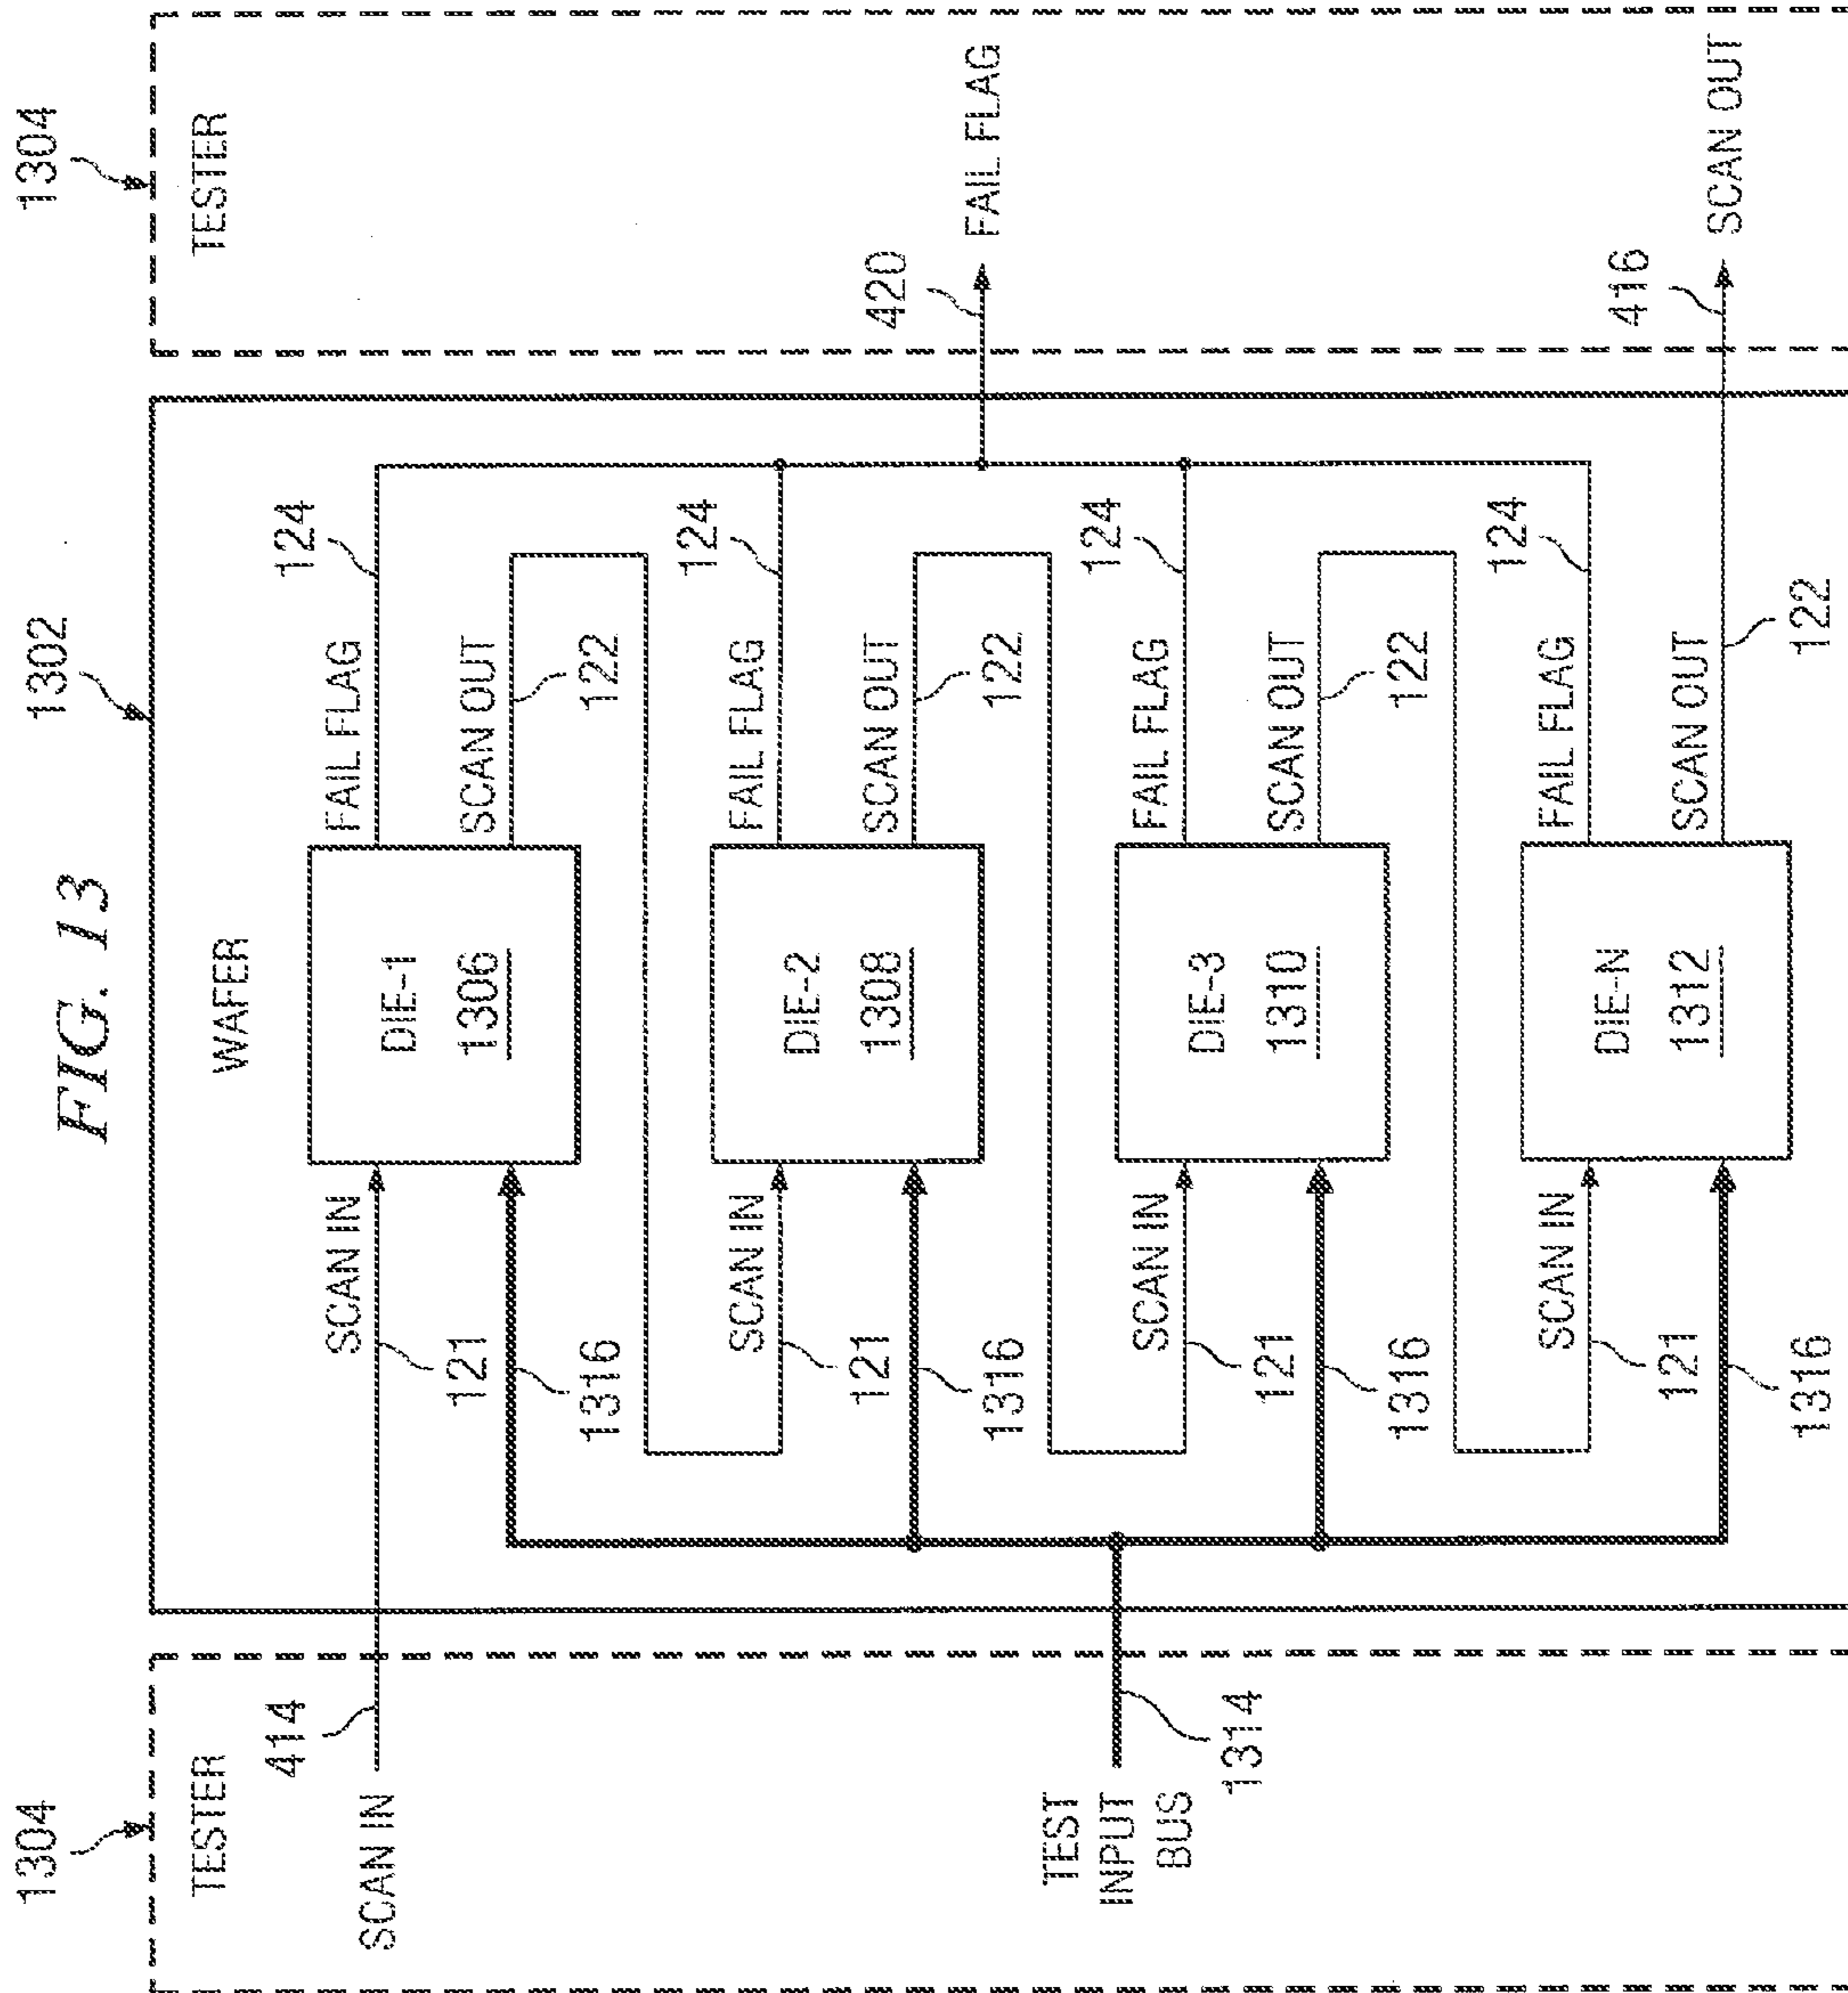 FIG. 13
1304
1302
1304
TESTER
WAFER
TESTER
414
SCAN IN
SCAN IN
121
DIE-1
1306
FAIL FLAG
124
SCAN OUT
122
1316
SCAN IN
121
DIE-2
1308
FAIL FLAG
124
SCAN OUT
122
1316
420
FAIL FLAG
TEST
INPUT
BUS
1314
SCAN IN
121
DIE-3
1310
FAIL FLAG
124
SCAN OUT
122
1316
SCAN IN
121
DIE-N
1312
FAIL FLAG
124
SCAN OUT
122
1316
416
SCAN OUT